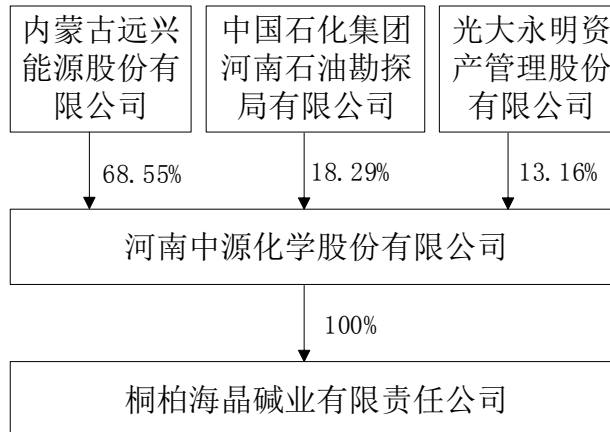 内蒙古远兴
能源股份有
限公司
中国石化集团
河南石油勘探
局有限公司
光大永明资
产管理股份
有限公司
68.55%
18.29%
13.16%
河南中源化学股份有限公司
100%
桐柏海晶碱业有限责任公司